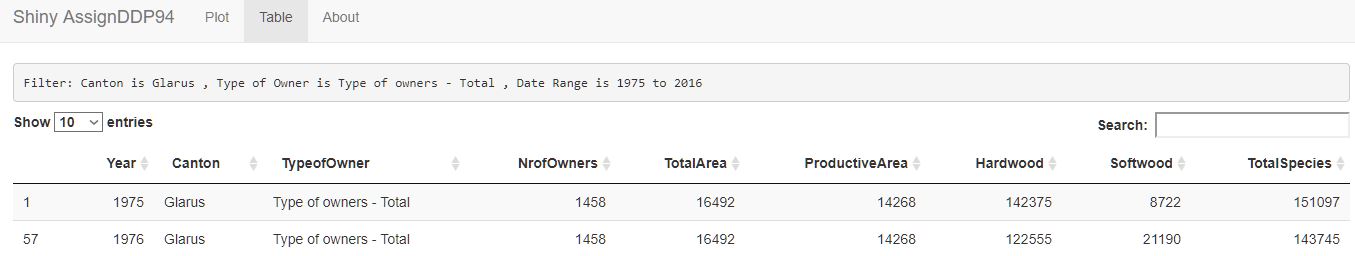 Shiny AssignDDP94 Plot Table About
Filter: Canton is Glarus , Type of Owner is Type of owners - Total , Date Range is 1975 to 2016
Show 10 entries Search:
Year Canton TypeofOwner NrofOwners TotalArea ProductiveArea Hardwood Softwood TotalSpecies
1 1975 Glarus Type of owners - Total 1458 16492 14268 142375 8722 151097
57 1976 Glarus Type of owners - Total 1458 16492 14268 122555 21190 143745